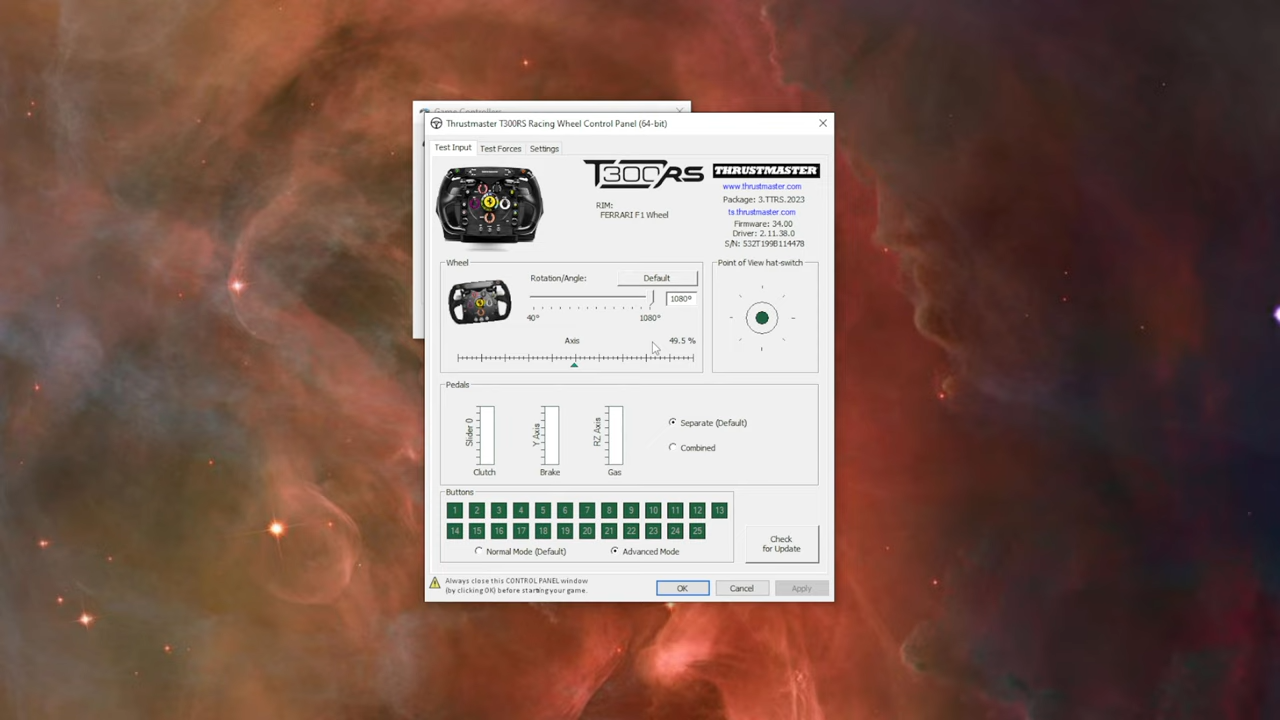 Game Controllers
Thrustmaster T300RS Racing Wheel Control Panel (64-bit)
Test Input
Test Forces
Settings
T300RS
THRUSTMASTER
www.thrustmaster.com
RIM:
FERRARI F1 Wheel
Package: 3.TTRS.2023
ts.thrustmaster.com
Firmware: 34.00
Driver: 2.11.38.0
S/N: 532T199B11447B
Wheel
Rotation/Angle:
Default
1080°
40°
1080°
Axis
49.5 %
Point of View hat-switch
Pedals
Slider 0
Clutch
Y Axis
Brake
RZ Axis
Gas
Separate (Default)
Combined
Buttons
1 2 3 4 5 6 7 8 9 10 11 12 13
14 15 16 17 18 19 20 21 22 23 24 25
Normal Mode (Default)
Advanced Mode
Check
for Update
Always close this CONTROL PANEL window
(by clicking OK) before starting your game.
OK
Cancel
Apply